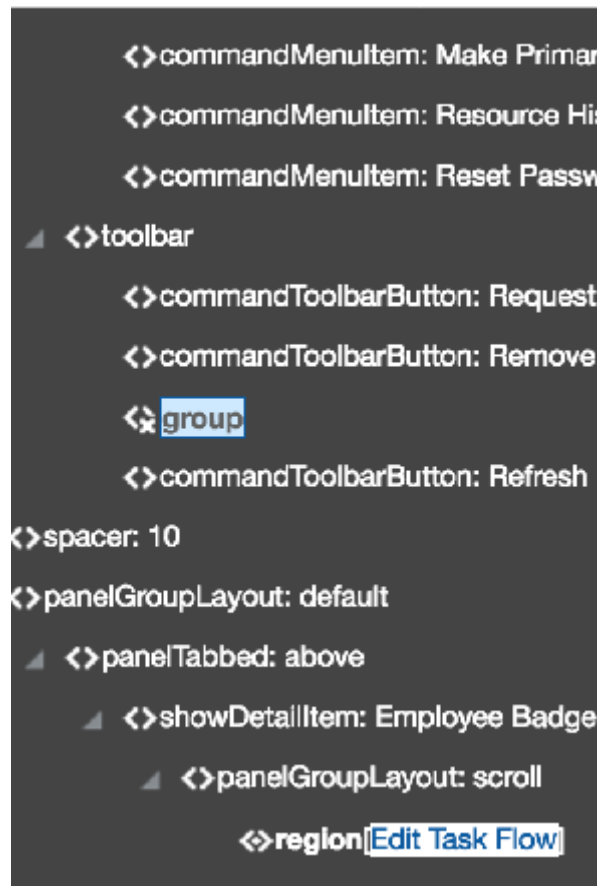 <>commandMenuItem: Make Primar
<>commandMenuItem: Resource His
<>commandMenuItem: Reset Passw
<>toolbar
<>commandToolbarButton: Request
<>commandToolbarButton: Remove
group
<>commandToolbarButton: Refresh
<>spacer: 10
<>panelGroupLayout: default
<>panelTabbed: above
<>showDetailItem: Employee Badge
<>panelGroupLayout: scroll
region[Edit Task Flow]